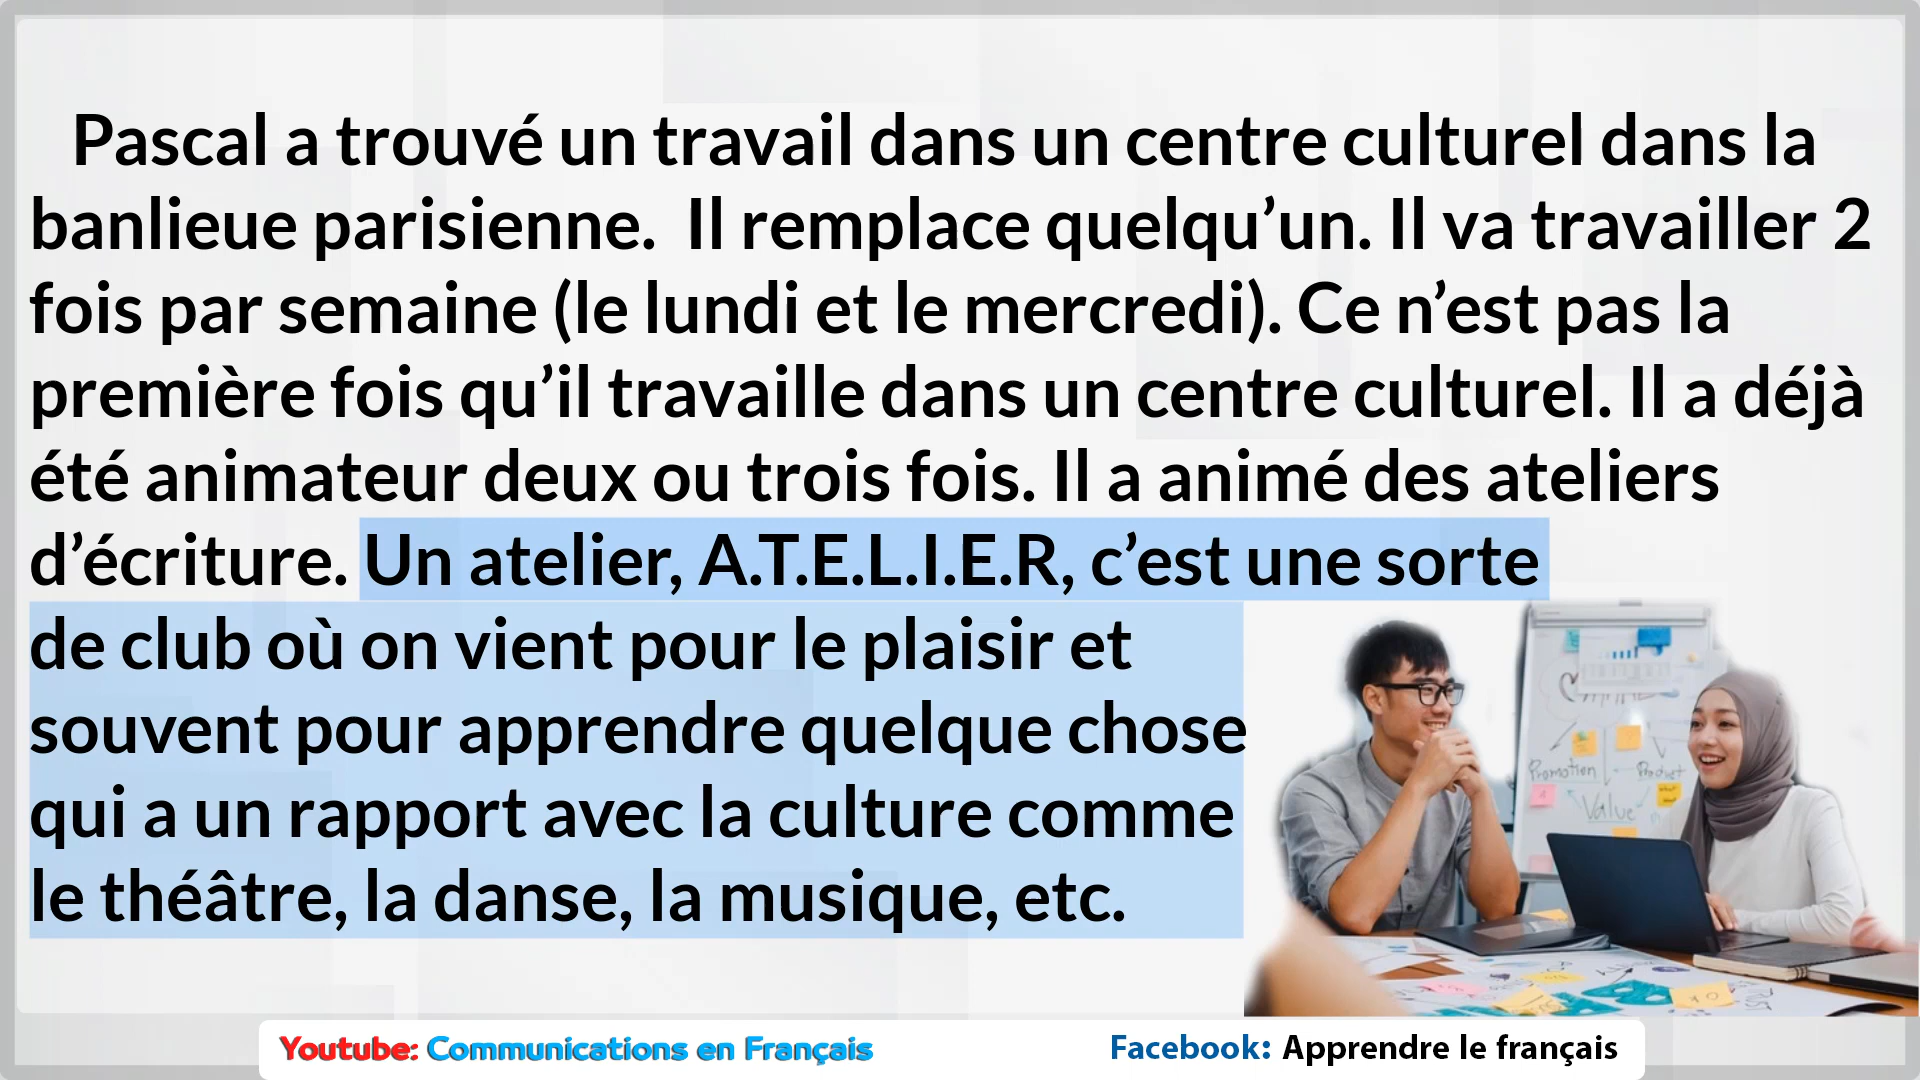 Pascal a trouvé un travail dans un centre culturel dans la
banlieue parisienne.  Il remplace quelqu’un. Il va travailler 2
fois par semaine (le lundi et le mercredi). Ce n’est pas la
première fois qu’il travaille dans un centre culturel. Il a déjà
été animateur deux ou trois fois. Il a animé des ateliers
d’écriture. Un atelier, A.T.E.L.I.E.R, c’est une sorte
de club où on vient pour le plaisir et
souvent pour apprendre quelque chose
qui a un rapport avec la culture comme
le théâtre, la danse, la musique, etc.
Promotion
Product
Value
Youtube: Communications en Français
Facebook: Apprendre le français